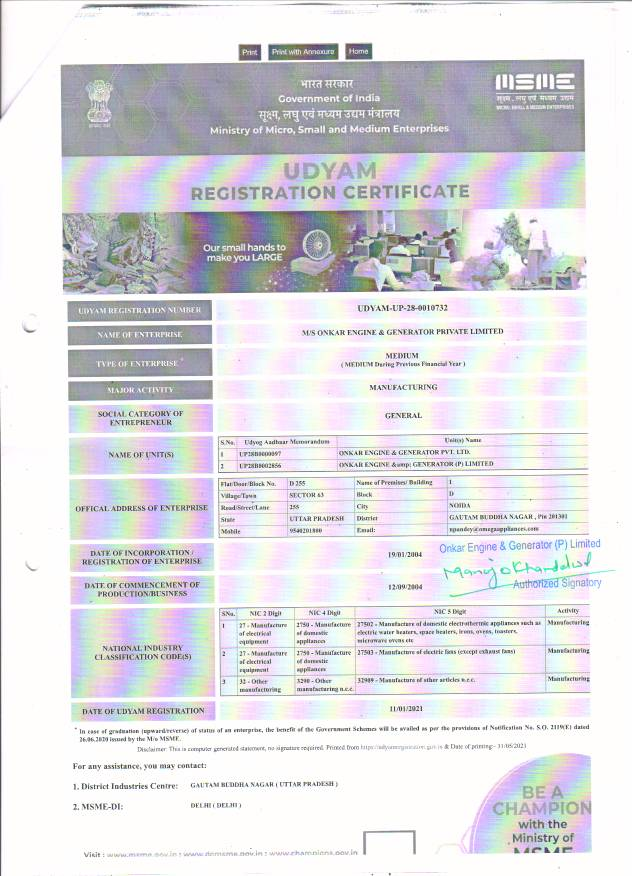 Print Print with Annexure Home
भारत सरकार
Government of India
सूक्ष्म, लघु एवं मध्यम उद्यम मंत्रालय
Ministry of Micro, Small and Medium Enterprises
MSME
सूक्ष्म, लघु एवं मध्यम उद्यम
MICRO, SMALL & MEDIUM ENTERPRISES
UDYAM
REGISTRATION CERTIFICATE
Our small hands to
make you LARGE
UDYAM REGISTRATION NUMBER UDYAM-UP-28-0010732
NAME OF ENTERPRISE M/S ONKAR ENGINE & GENERATOR PRIVATE LIMITED
TYPE OF ENTERPRISE * MEDIUM
( MEDIUM During Previous Financial Year )
MAJOR ACTIVITY MANUFACTURING
SOCIAL CATEGORY OF
ENTREPRENEUR GENERAL
NAME OF UNIT(S)
S.No. Udyog Aadhaar Memorandum Unit(s) Name
1 UP28B0000097 ONKAR ENGINE & GENERATOR PVT. LTD.
2 UP28B0002856 ONKAR ENGINE &amp; GENERATOR (P) LIMITED
OFFICAL ADDRESS OF ENTERPRISE
Flat/Door/Block No. D 255 Name of Premises/ Building 1
Village/Town SECTOR 63 Block D
Road/Street/Lane 255 City NOIDA
State UTTAR PRADESH District GAUTAM BUDDHA NAGAR , Pin 201301
Mobile 9540201800 Email: npandey@omegaappliances.com
DATE OF INCORPORATION /
REGISTRATION OF ENTERPRISE 19/01/2004
Onkar Engine & Generator (P) Limited
Authorized Signatory
DATE OF COMMENCEMENT OF
PRODUCTION/BUSINESS 12/09/2004
NATIONAL INDUSTRY
CLASSIFICATION CODE(S)
SNo. NIC 2 Digit NIC 4 Digit NIC 5 Digit Activity
1 27 - Manufacture of electrical equipment 2750 - Manufacture of domestic appliances 27502 - Manufacture of domestic electrothermic appliances such as electric water heaters, space heaters, irons, ovens, toasters, microwave ovens etc Manufacturing
2 27 - Manufacture of electrical equipment 2750 - Manufacture of domestic appliances 27503 - Manufacture of electric fans (except exhaust fans) Manufacturing
3 32 - Other manufacturing 3290 - Other manufacturing n.e.c. 32909 - Manufacture of other articles n.e.c. Manufacturing
DATE OF UDYAM REGISTRATION 11/01/2021
* In case of graduation (upward/reverse) of status of an enterprise, the benefit of the Government Schemes will be availed as per the provisions of Notification No. S.O. 2119(E) dated
26.06.2020 issued by the M/o MSME.
Disclaimer: This is computer generated statement, no signature required. Printed from https://udyamregistration.gov.in & Date of printing:- 31/05/2021
For any assistance, you may contact:
1. District Industries Centre: GAUTAM BUDDHA NAGAR ( UTTAR PRADESH )
2. MSME-DI: DELHI ( DELHI )
BE A
CHAMPION
with the
Ministry of
MSME
Visit : www.msme.gov.in ; www.dcmsme.gov.in ; www.champions.gov.in